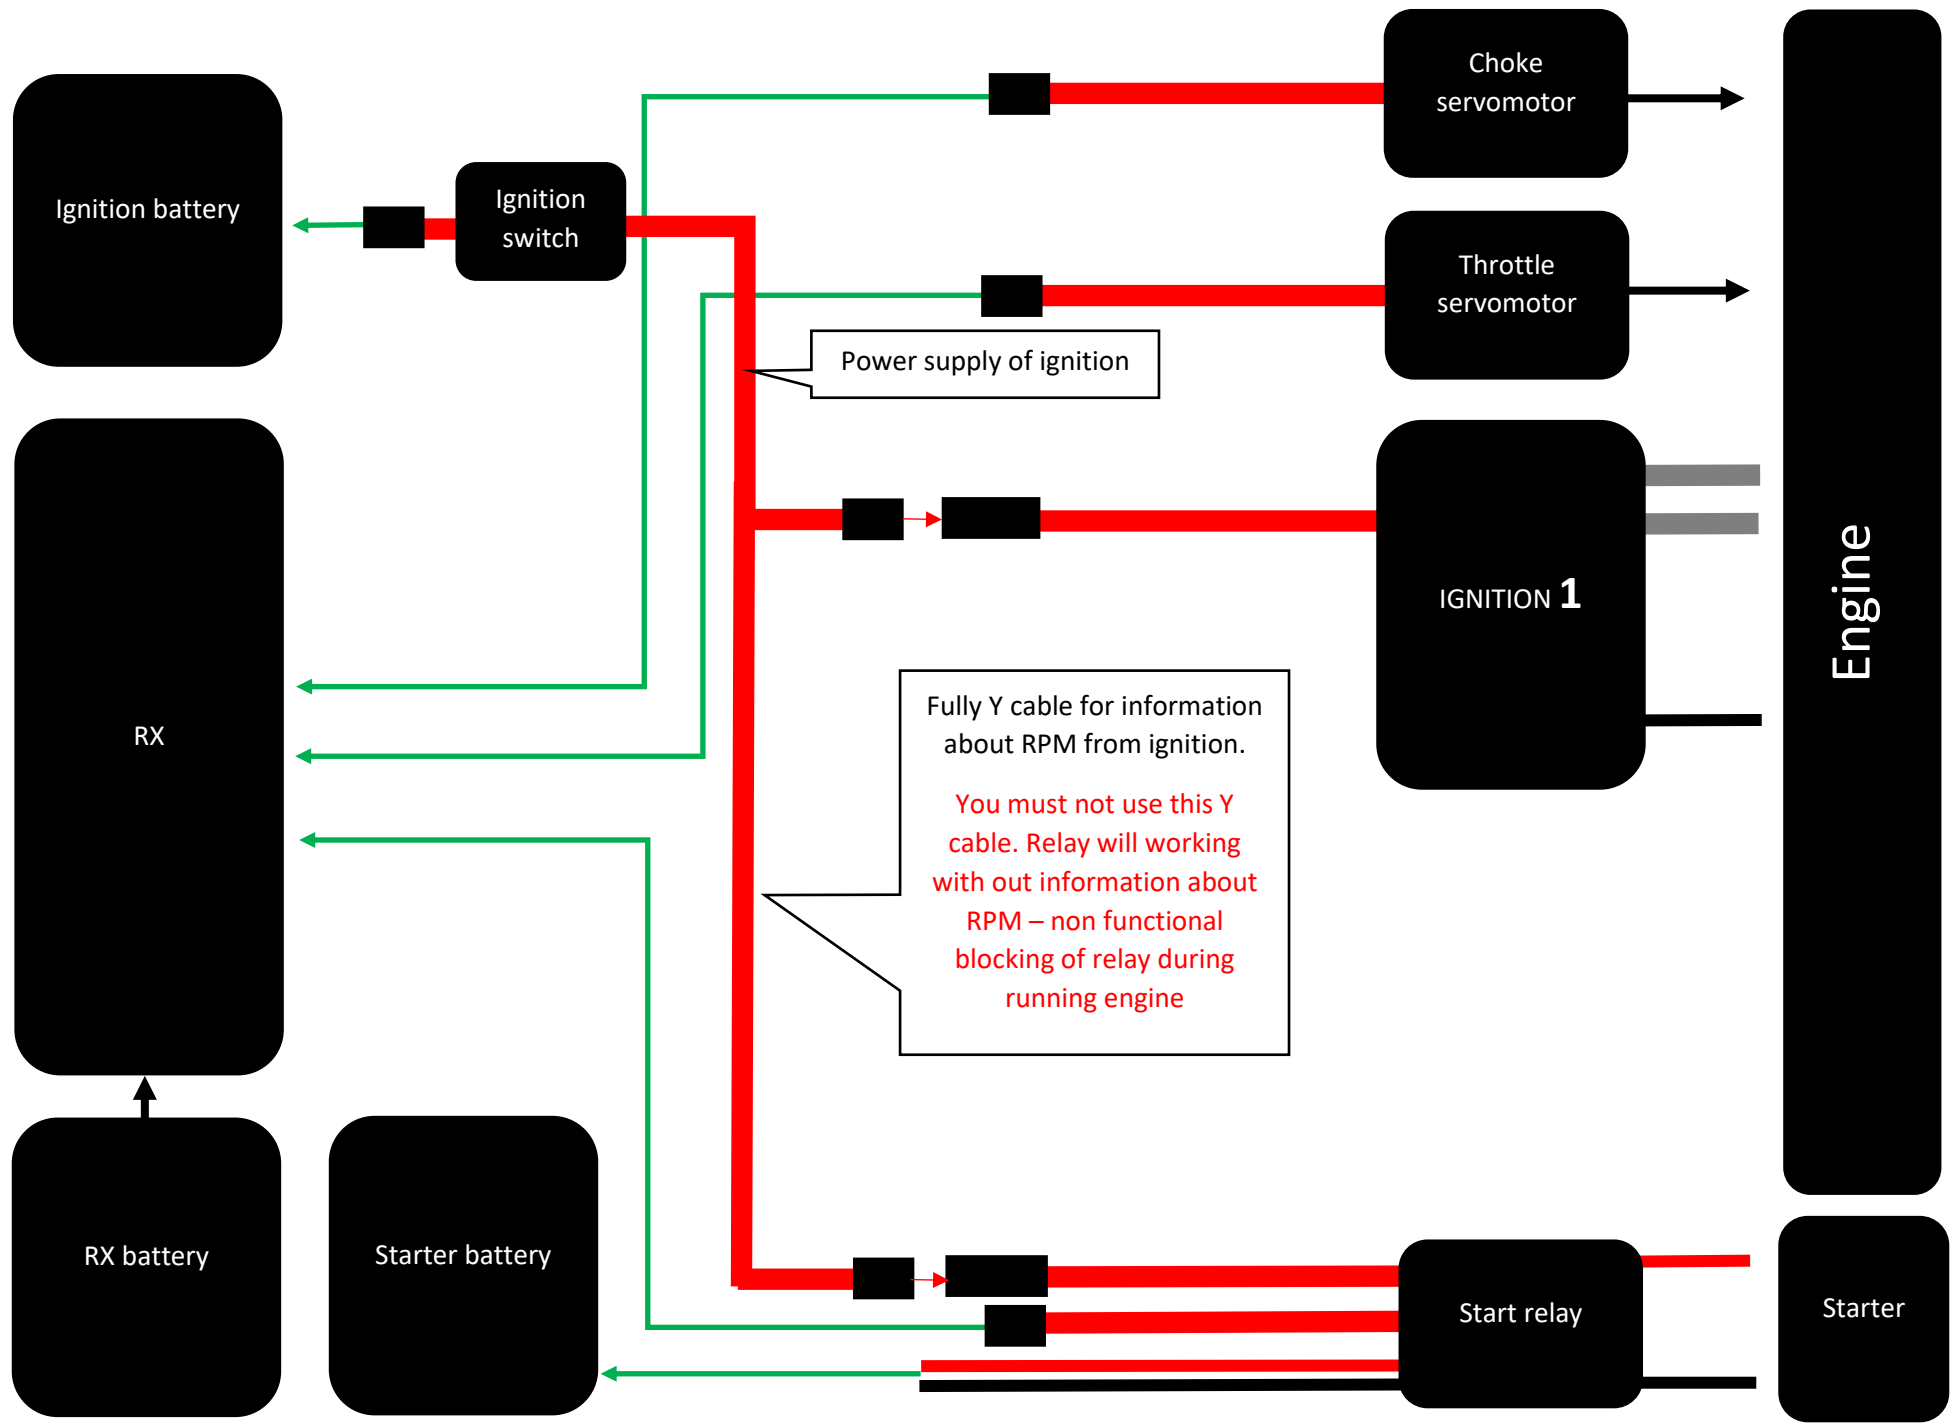 Choke
servomotor
Ignition battery
Ignition
switch
Throttle
servomotor
Power supply of ignition
IGNITION 1
Engine
RX
Fully Y cable for information
about RPM from ignition.
You must not use this Y
cable. Relay will working
with out information about
RPM – non functional
blocking of relay during
running engine
RX battery
Starter battery
Start relay
Starter